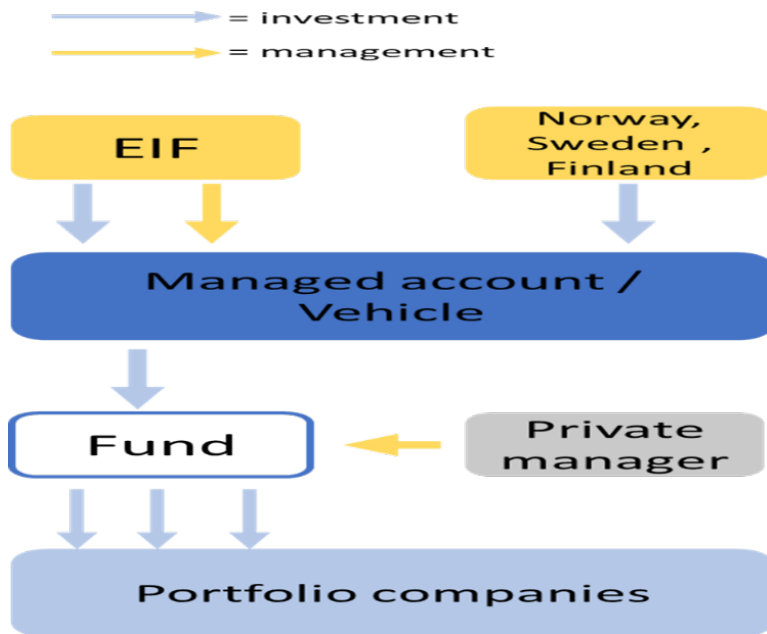 = investment
= management
EIF
Norway,
Sweden ,
Finland
Managed account /
Vehicle
Fund
Private
manager
Portfolio companies